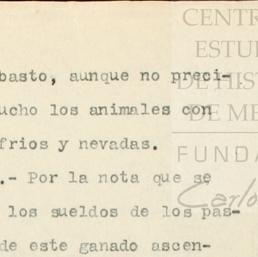 CENTR
ESTU
DE HIS
DE ME
FUNDA
Carlo
basto, aunque no preci-
ucho los animales con
frios y nevadas.
.- Por la nota que se
los sueldos de los pas-
de este ganado ascen-